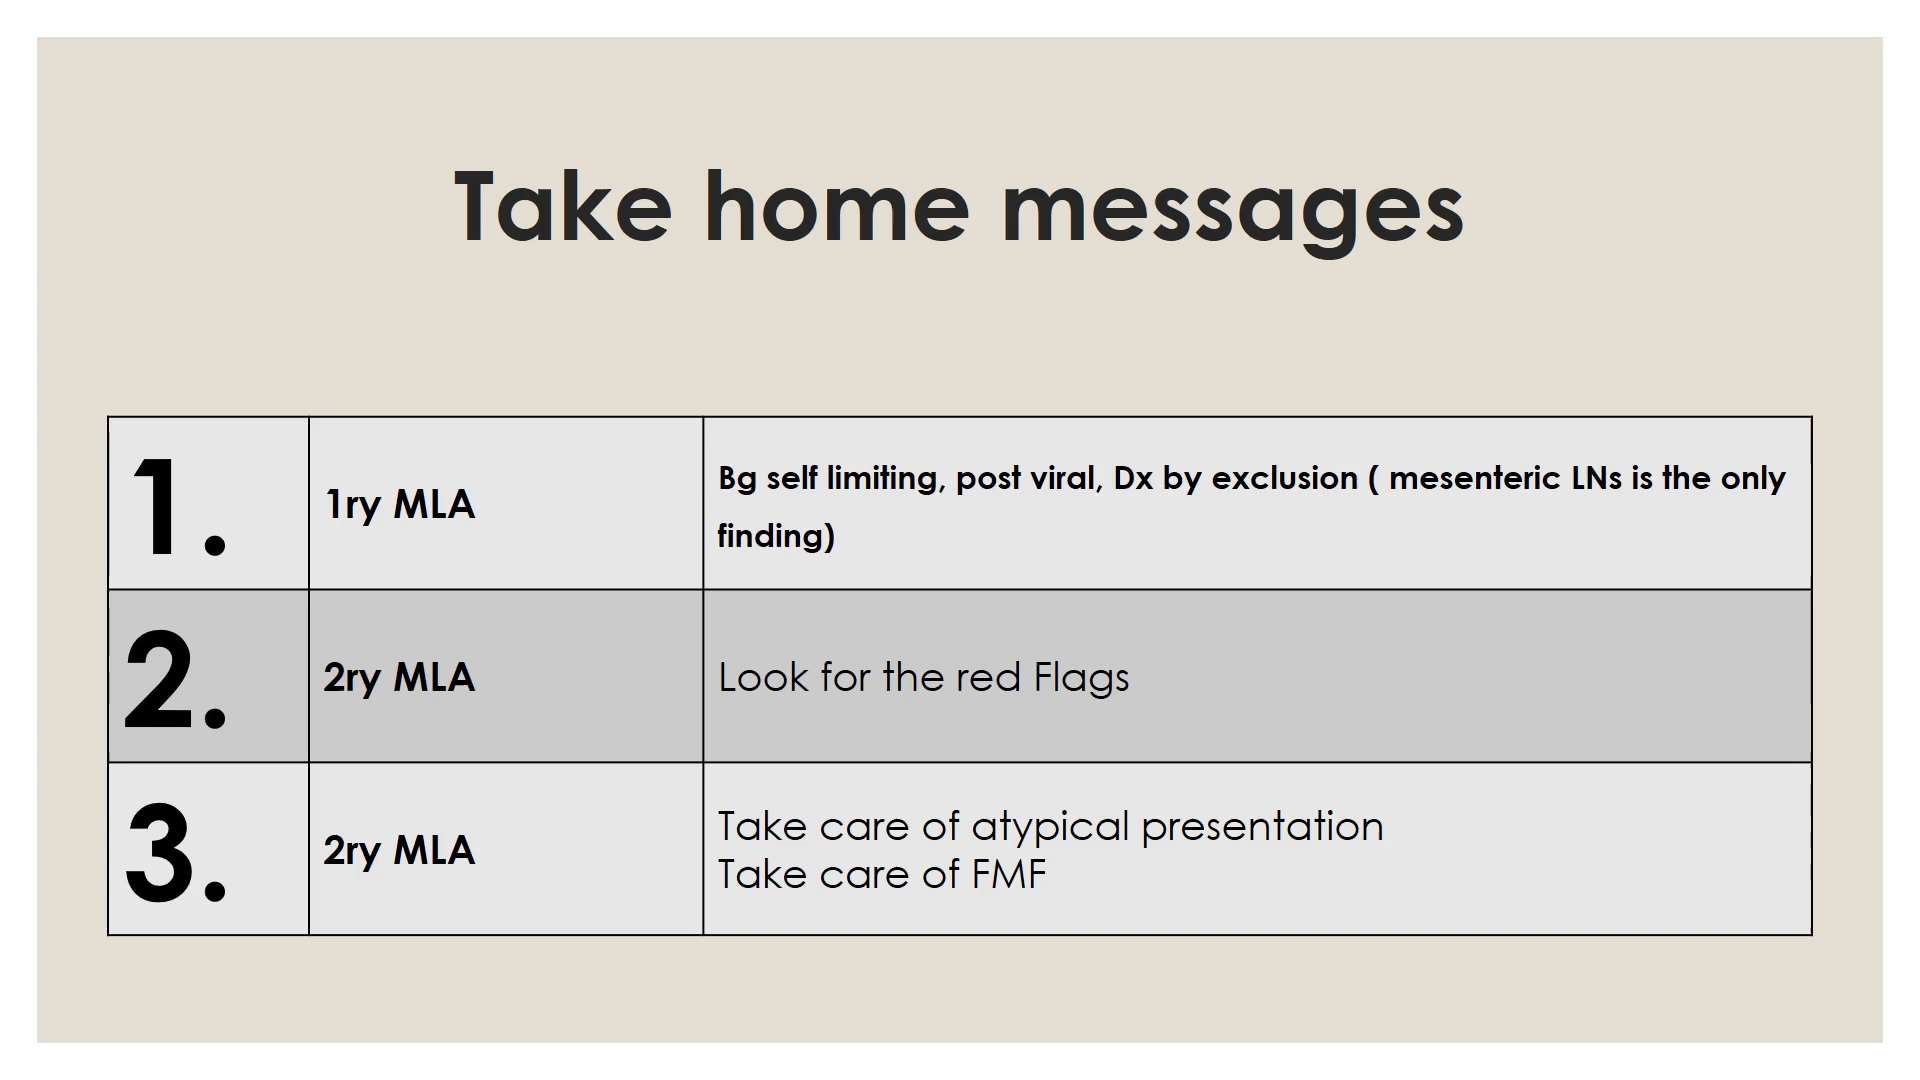 Take home messages
1. 1ry MLA Bg self limiting, post viral, Dx by exclusion ( mesenteric LNs is the only
finding)
2. 2ry MLA Look for the red Flags
3. 2ry MLA Take care of atypical presentation
Take care of FMF